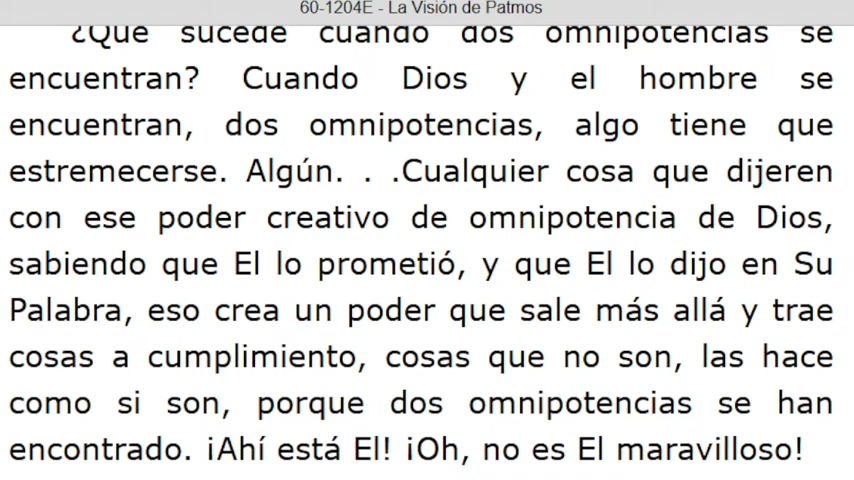 60-1204E - La Visión de Patmos
¿Qué sucede cuando dos omnipotencias se
encuentran? Cuando Dios y el hombre se
encuentran, dos omnipotencias, algo tiene que
estremecerse. Algún. . .Cualquier cosa que dijeren
con ese poder creativo de omnipotencia de Dios,
sabiendo que El lo prometió, y que El lo dijo en Su
Palabra, eso crea un poder que sale más allá y trae
cosas a cumplimiento, cosas que no son, las hace
como si son, porque dos omnipotencias se han
encontrado. ¡Ahí está El! ¡Oh, no es El maravilloso!